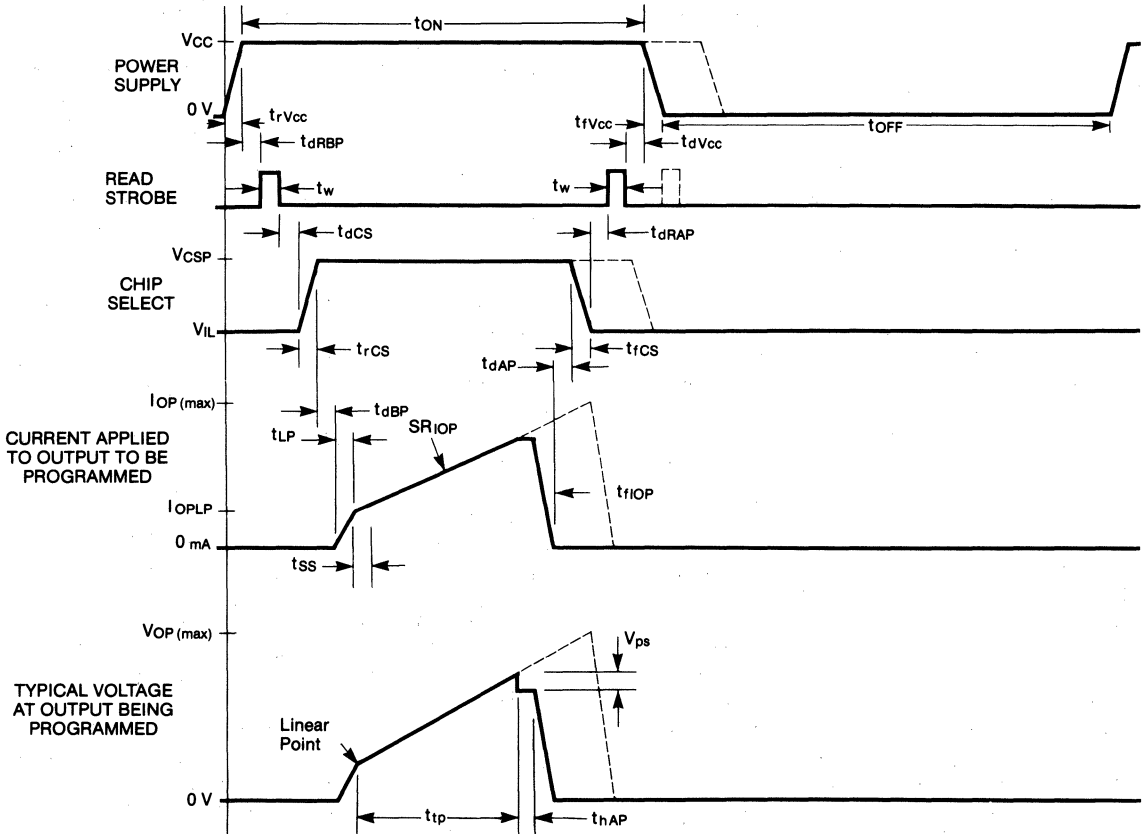 tON
VCC
POWER
SUPPLY
0 V
trVcc
tfVcc
tOFF
tdRBP
tdVcc
READ
STROBE
tw
tw
tdCS
tdRAP
VCSP
CHIP
SELECT
VIL
trCS
tfCS
tdAP
IOP (max)
tdBP
tLP
SRIOP
CURRENT APPLIED
TO OUTPUT TO BE
PROGRAMMED
tfIOP
IOPLP
0 mA
tSS
VOP (max)
Vps
TYPICAL VOLTAGE
AT OUTPUT BEING
PROGRAMMED
Linear
Point
0 V
ttp
thAP